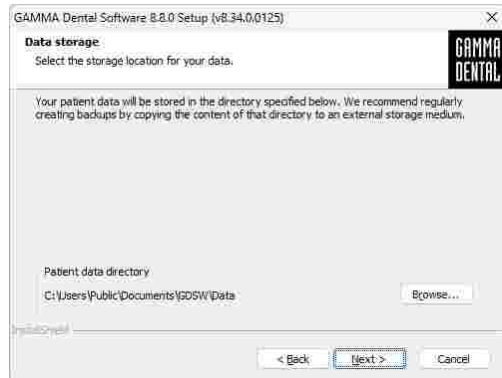 GAMMA Dental Software 8.8.0 Setup (v8.34.0.0125)
Data storage
Select the storage location for your data.
GAMMA
DENTAL
Your patient data will be stored in the directory specified below. We recommend regularly
creating backups by copying the content of that directory to an external storage medium.
Patient data directory
C:\Users\Public\Documents\GDSW\Data
Browse...
InstallShield
< Back
Next >
Cancel